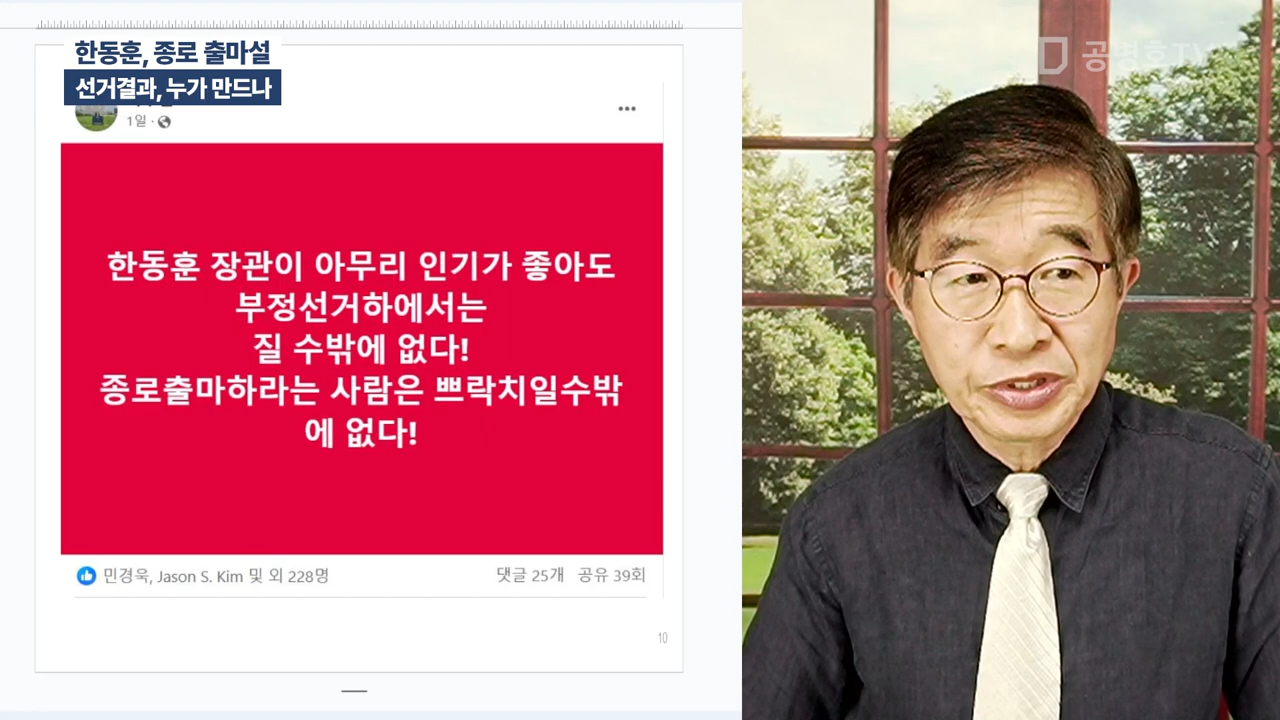 한동훈, 종로 출마설
선거결과, 누가 만드나
1일
한동훈 장관이 아무리 인기가 좋아도
부정선거하에서는
질 수밖에 없다!
종로출마하라는 사람은 쁘락치일수밖
에 없다!
민경욱, Jason S. Kim 및 외 228명
댓글 25개 공유 39회
10
공병호TV